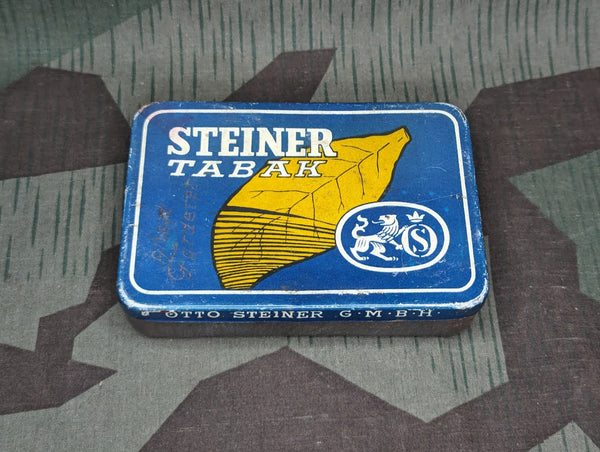 STEINER
TABAK
S
OTTO STEINER G·M·B·H·